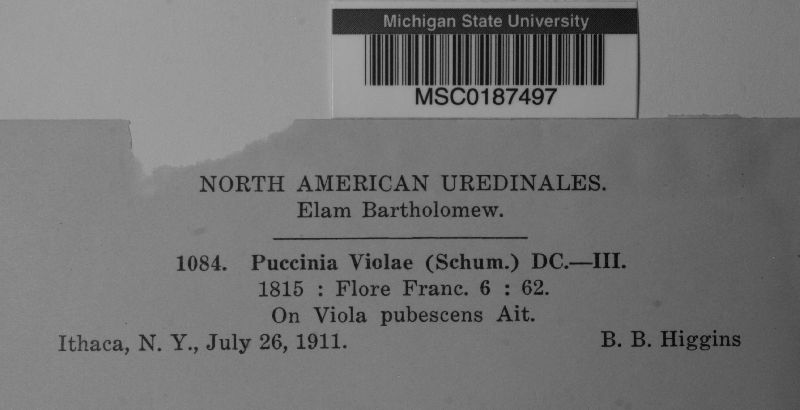 Michigan State University
MSC0187497
NORTH AMERICAN UREDINALES.
Elam Bartholomew.
1084. Puccinia Violae (Schum.) DC.—III.
1815 : Flore Franc. 6 : 62.
On Viola pubescens Ait.
Ithaca, N. Y., July 26, 1911. B. B. Higgins